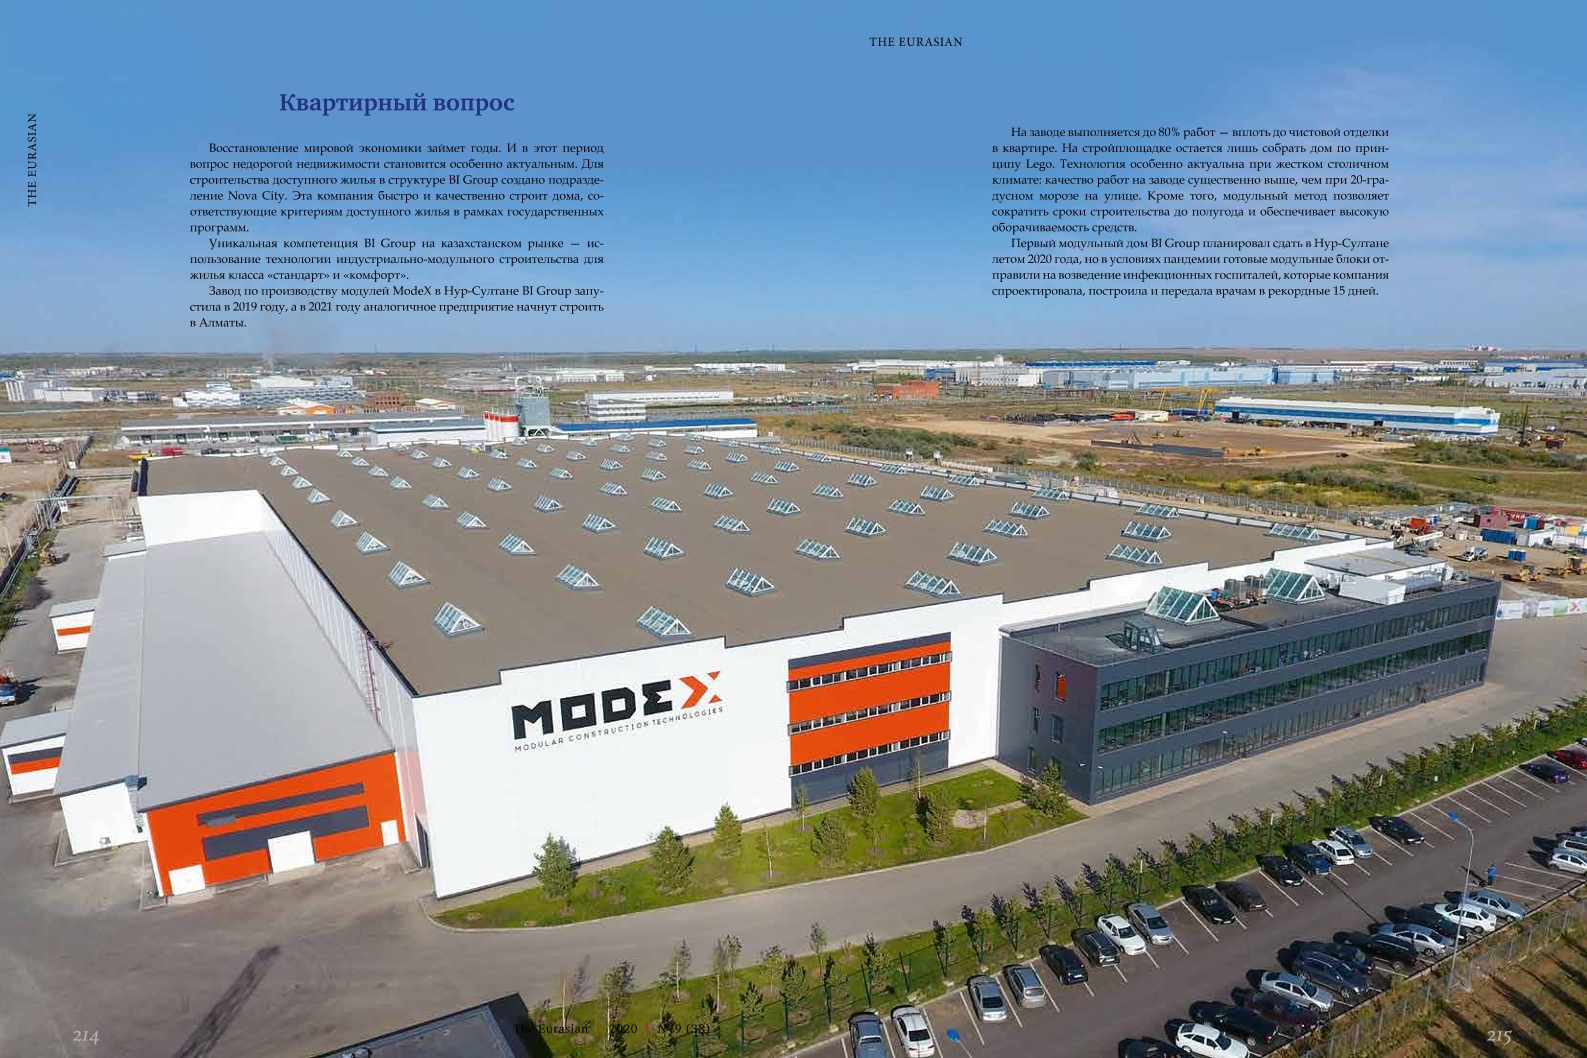 THE EURASIAN
THE EURASIAN
Квартирный вопрос
Восстановление мировой экономики займет годы. И в этот период
вопрос недорогой недвижимости становится особенно актуальным. Для
строительства доступного жилья в структуре BI Group создано подразде-
ление Nova City. Эта компания быстро и качественно строит дома, со-
ответствующие критериям доступного жилья в рамках государственных
программ.
Уникальная компетенция BI Group на казахстанском рынке — ис-
пользование технологии индустриально-модульного строительства для
жилья класса «стандарт» и «комфорт».
Завод по производству модулей ModeX в Нур-Султане BI Group запу-
стила в 2019 году, а в 2021 году аналогичное предприятие начнут строить
в Алматы.
На заводе выполняется до 80% работ — вплоть до чистовой отделки
в квартире. На стройплощадке остается лишь собрать дом по прин-
ципу Lego. Технология особенно актуальна при жестком столичном
климате: качество работ на заводе существенно выше, чем при 20-гра-
дусном морозе на улице. Кроме того, модульный метод позволяет
сократить сроки строительства до полугода и обеспечивает высокую
оборачиваемость средств.
Первый модульный дом BI Group планировал сдать в Нур-Султане
летом 2020 года, но в условиях пандемии готовые модульные блоки от-
правили на возведение инфекционных госпиталей, которые компания
спроектировала, построила и передала врачам в рекордные 15 дней.
MODEX
MODULAR CONSTRUCTION TECHNOLOGIES
214
The Eurasian | 2020 |
215